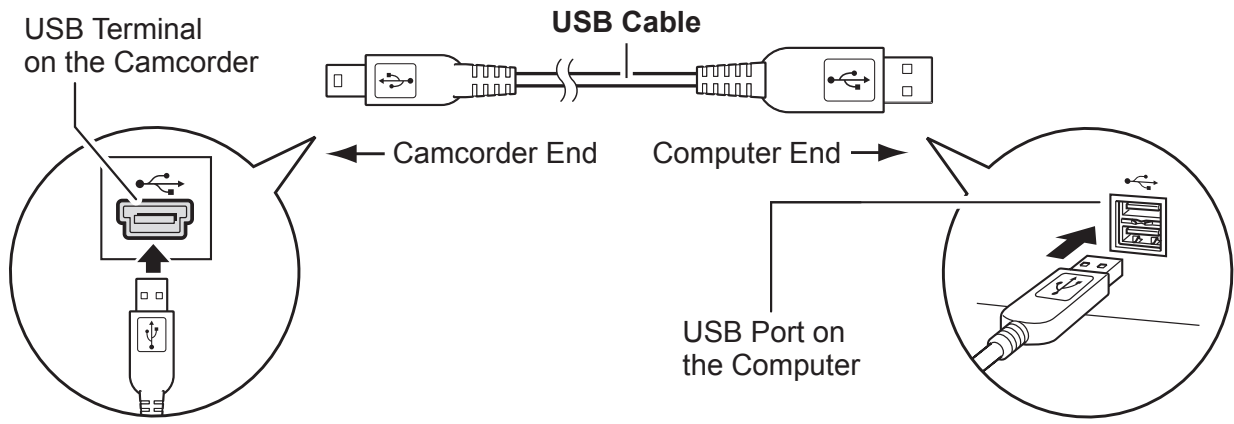 USB Terminal
on the Camcorder
USB Cable
Camcorder End
Computer End
USB Port on
the Computer